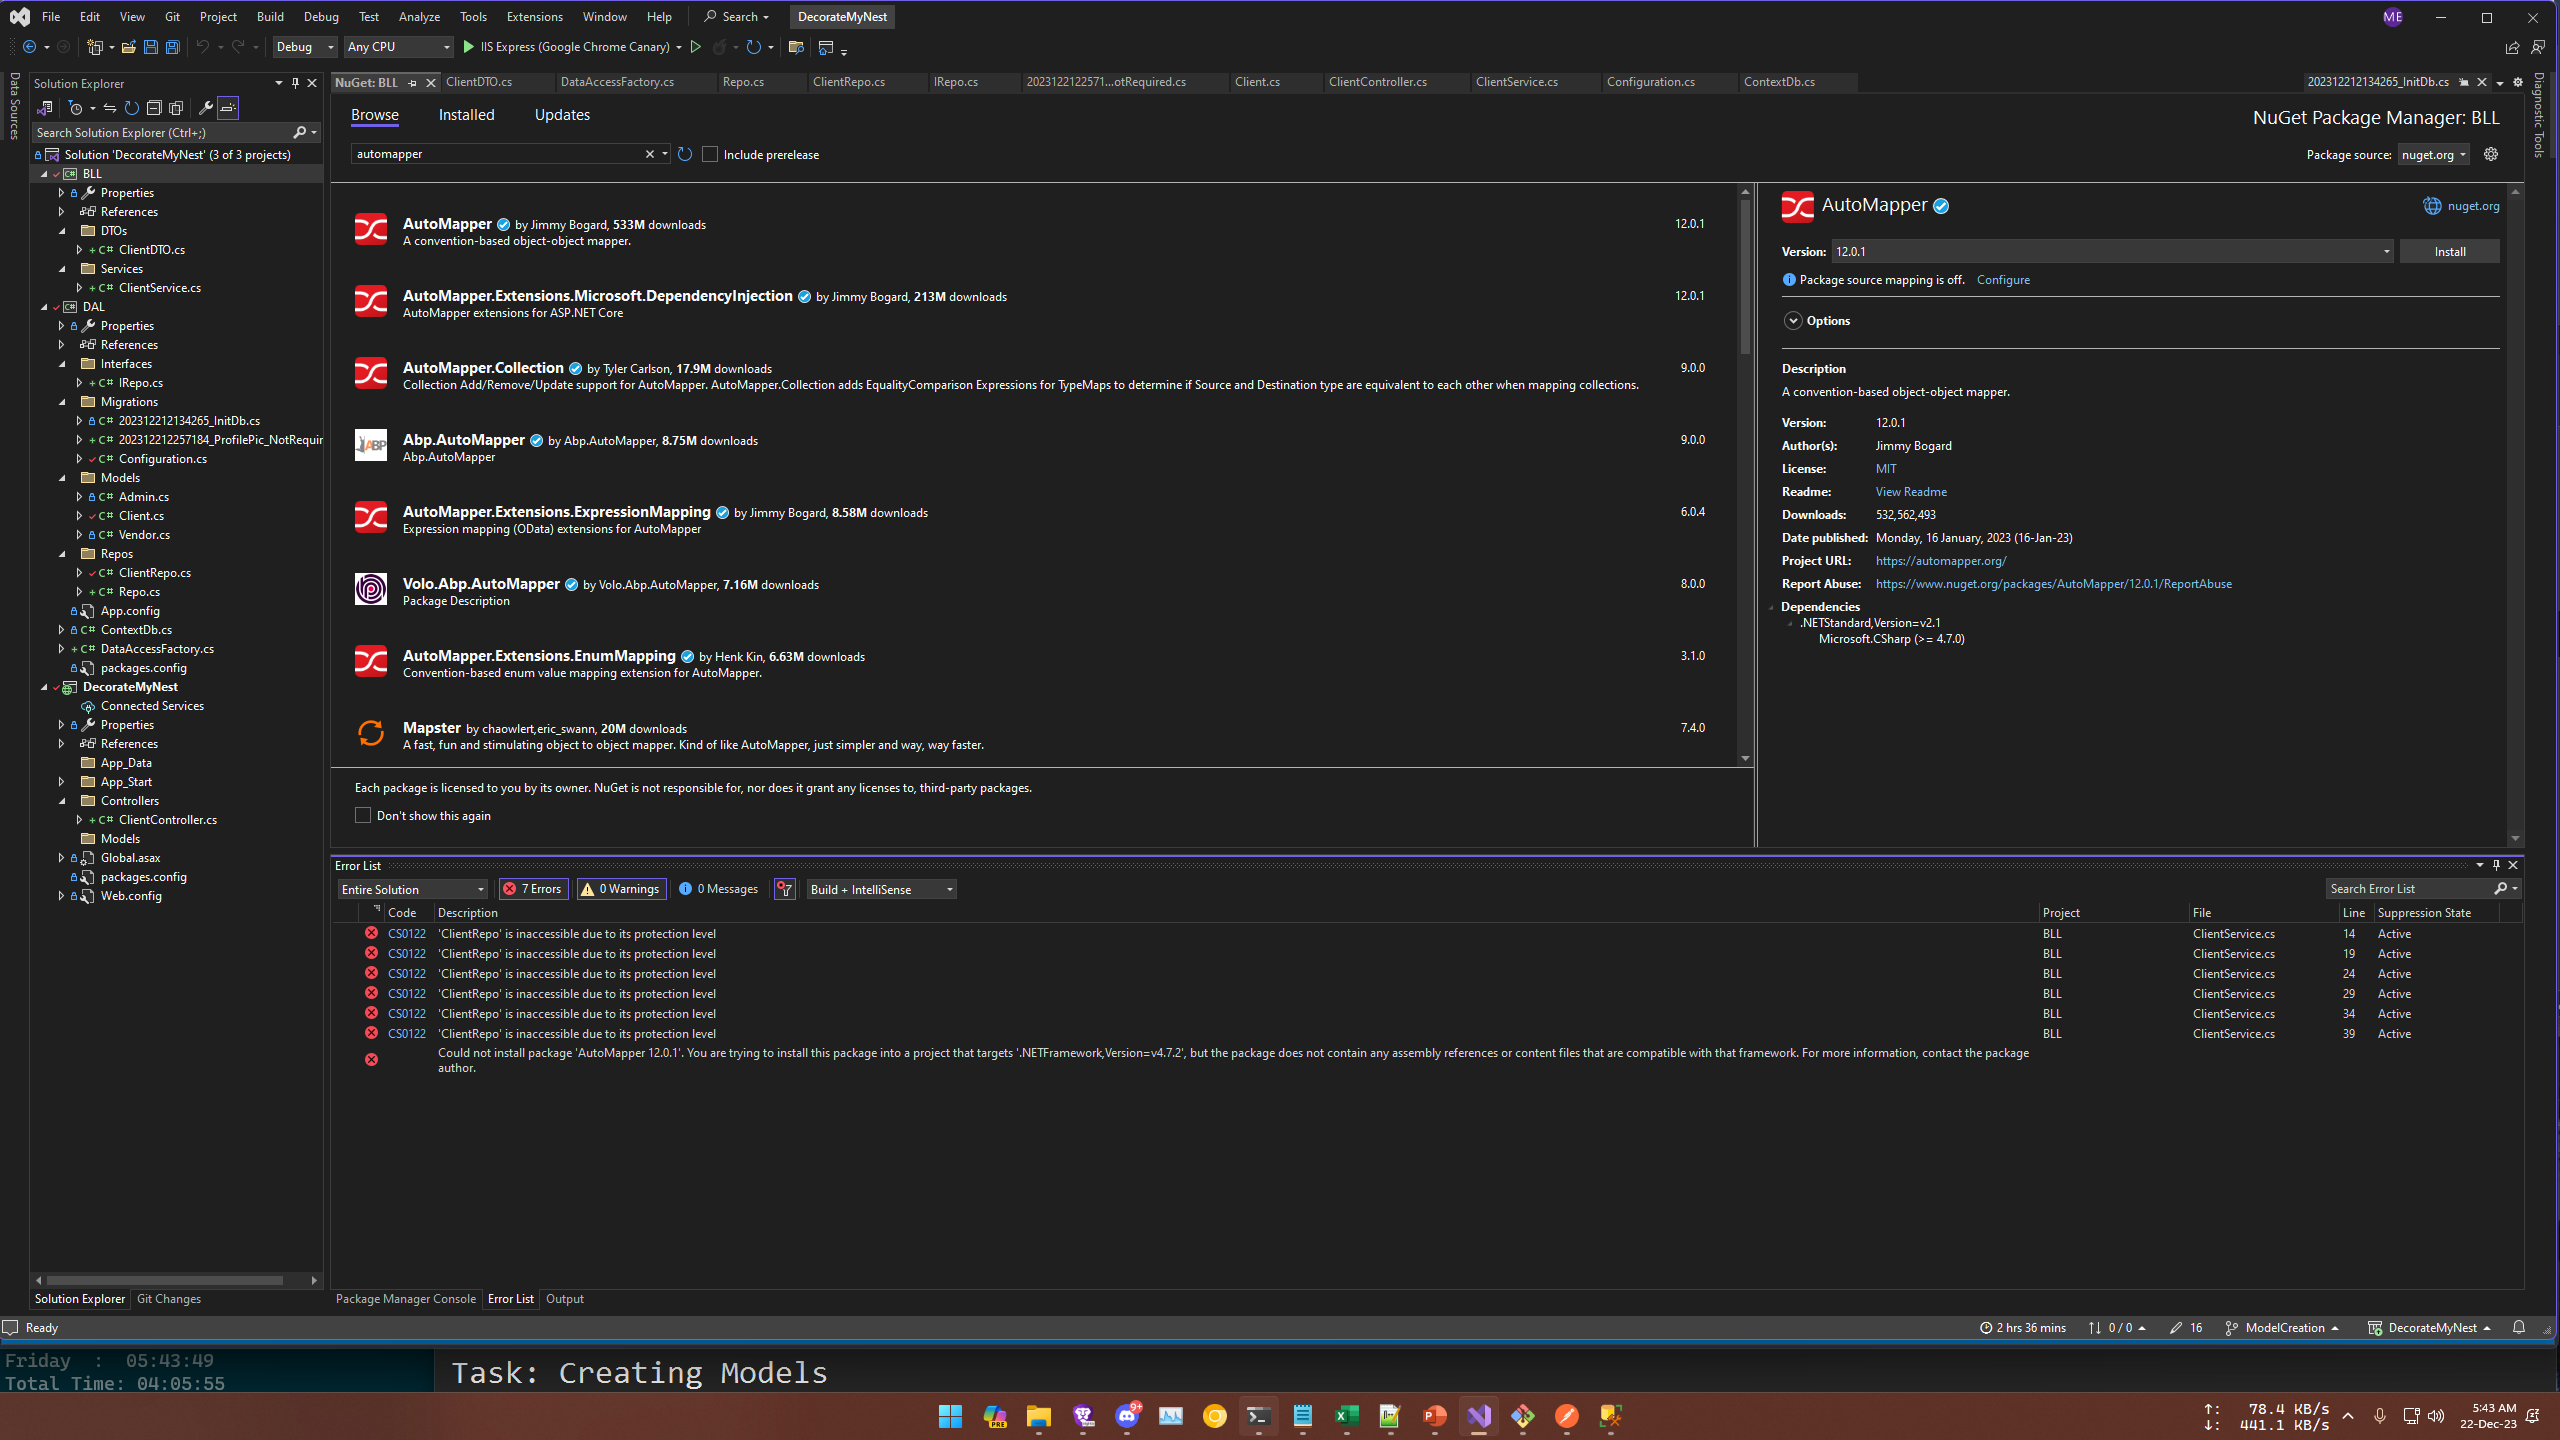 File Edit View Git Project Build Debug Test Analyze Tools Extensions Window Help Search DecorateMyNest ME
Debug Any CPU IIS Express (Google Chrome Canary)
Data Sources
Solution Explorer
Search Solution Explorer (Ctrl+;)
Solution 'DecorateMyNest' (3 of 3 projects)
BLL
Properties
References
DTOs
C# ClientDTO.cs
Services
C# ClientService.cs
DAL
Properties
References
Interfaces
C# IRepo.cs
Migrations
C# 202312212134265_InitDb.cs
C# 202312212257184_ProfilePic_NotRequir
C# Configuration.cs
Models
C# Admin.cs
C# Client.cs
C# Vendor.cs
Repos
C# ClientRepo.cs
C# Repo.cs
App.config
C# ContextDb.cs
C# DataAccessFactory.cs
packages.config
DecorateMyNest
Connected Services
Properties
References
App_Data
App_Start
Controllers
C# ClientController.cs
Models
Global.asax
packages.config
Web.config
Solution Explorer Git Changes
NuGet: BLL ClientDTO.cs DataAccessFactory.cs Repo.cs ClientRepo.cs IRepo.cs 2023122122571...otRequired.cs Client.cs ClientController.cs ClientService.cs Configuration.cs ContextDb.cs 202312212134265_InitDb.cs
Diagnostic Tools
Browse Installed Updates
NuGet Package Manager: BLL
automapper Include prerelease
Package source: nuget.org
AutoMapper by Jimmy Bogard, 533M downloads 12.0.1
A convention-based object-object mapper.
AutoMapper.Extensions.Microsoft.DependencyInjection by Jimmy Bogard, 213M downloads 12.0.1
AutoMapper extensions for ASP.NET Core
AutoMapper.Collection by Tyler Carlson, 17.9M downloads 9.0.0
Collection Add/Remove/Update support for AutoMapper. AutoMapper.Collection adds EqualityComparison Expressions for TypeMaps to determine if Source and Destination type are equivalent to each other when mapping collections.
Abp.AutoMapper by Abp.AutoMapper, 8.75M downloads 9.0.0
Abp.AutoMapper
AutoMapper.Extensions.ExpressionMapping by Jimmy Bogard, 8.58M downloads 6.0.4
Expression mapping (OData) extensions for AutoMapper
Volo.Abp.AutoMapper by Volo.Abp.AutoMapper, 7.16M downloads 8.0.0
Package Description
AutoMapper.Extensions.EnumMapping by Henk Kin, 6.63M downloads 3.1.0
Convention-based enum value mapping extension for AutoMapper.
Mapster by chaowlert,eric_swann, 20M downloads 7.4.0
A fast, fun and stimulating object to object mapper. Kind of like AutoMapper, just simpler and way, way faster.
Each package is licensed to you by its owner. NuGet is not responsible for, nor does it grant any licenses to, third-party packages.
Don't show this again
AutoMapper nuget.org
Version: 12.0.1 Install
Package source mapping is off. Configure
Options
Description
A convention-based object-object mapper.
Version: 12.0.1
Author(s): Jimmy Bogard
License: MIT
Readme: View Readme
Downloads: 532,562,493
Date published: Monday, 16 January, 2023 (16-Jan-23)
Project URL: https://automapper.org/
Report Abuse: https://www.nuget.org/packages/AutoMapper/12.0.1/ReportAbuse
Dependencies
.NETStandard,Version=v2.1
Microsoft.CSharp (>= 4.7.0)
Error List
Entire Solution 7 Errors 0 Warnings 0 Messages Build + IntelliSense Search Error List
Code Description Project File Line Suppression State
CS0122 'ClientRepo' is inaccessible due to its protection level BLL ClientService.cs 14 Active
CS0122 'ClientRepo' is inaccessible due to its protection level BLL ClientService.cs 19 Active
CS0122 'ClientRepo' is inaccessible due to its protection level BLL ClientService.cs 24 Active
CS0122 'ClientRepo' is inaccessible due to its protection level BLL ClientService.cs 29 Active
CS0122 'ClientRepo' is inaccessible due to its protection level BLL ClientService.cs 34 Active
CS0122 'ClientRepo' is inaccessible due to its protection level BLL ClientService.cs 39 Active
Could not install package 'AutoMapper 12.0.1'. You are trying to install this package into a project that targets '.NETFramework,Version=v4.7.2', but the package does not contain any assembly references or content files that are compatible with that framework. For more information, contact the package
author.
Package Manager Console Error List Output
Ready 2 hrs 36 mins 0 / 0 16 ModelCreation DecorateMyNest
Friday : 05:43:49
Total Time: 04:05:55
Task: Creating Models
PRE 9+
78.4 KB/s
441.1 KB/s
5:43 AM
22-Dec-23